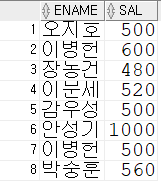 ENAME SAL
1 오지호 500
2 이병헌 600
3 장농건 480
4 이문세 520
5 감우성 500
6 안성기 1000
7 이병헌 500
8 박중훈 560